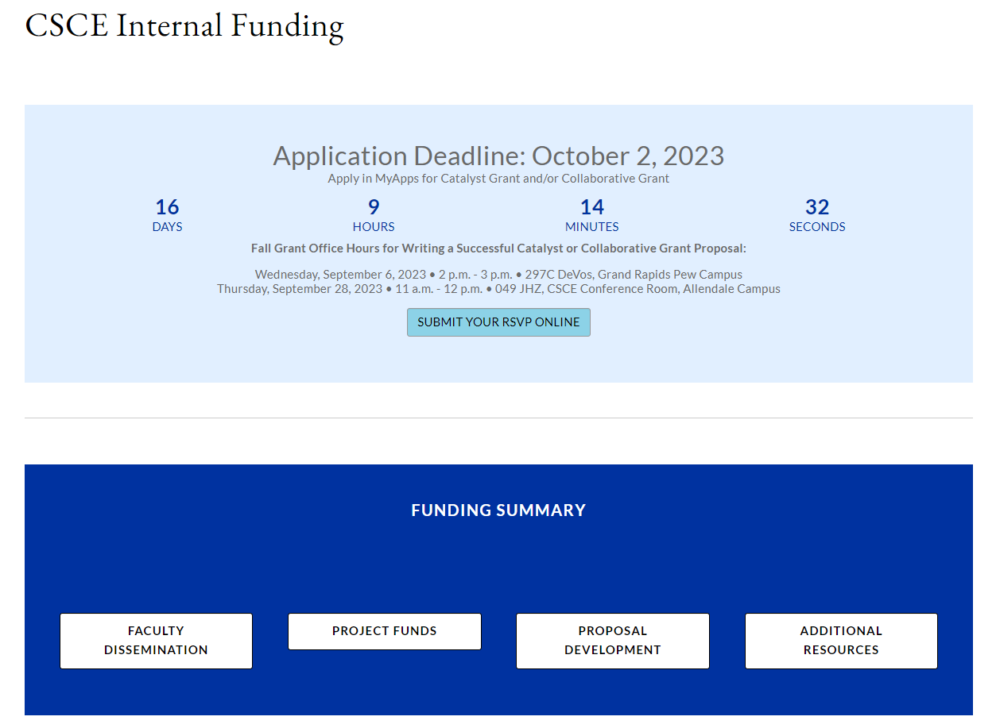 CSCE Internal Funding
Application Deadline: October 2, 2023
Apply in MyApps for Catalyst Grant and/or Collaborative Grant
16 9 14 32
DAYS HOURS MINUTES SECONDS
Fall Grant Office Hours for Writing a Successful Catalyst or Collaborative Grant Proposal:
Wednesday, September 6, 2023 • 2 p.m. - 3 p.m. • 297C DeVos, Grand Rapids Pew Campus
Thursday, September 28, 2023 • 11 a.m. - 12 p.m. • 049 JHZ, CSCE Conference Room, Allendale Campus
SUBMIT YOUR RSVP ONLINE
FUNDING SUMMARY
FACULTY
DISSEMINATION
PROJECT FUNDS
PROPOSAL
DEVELOPMENT
ADDITIONAL
RESOURCES